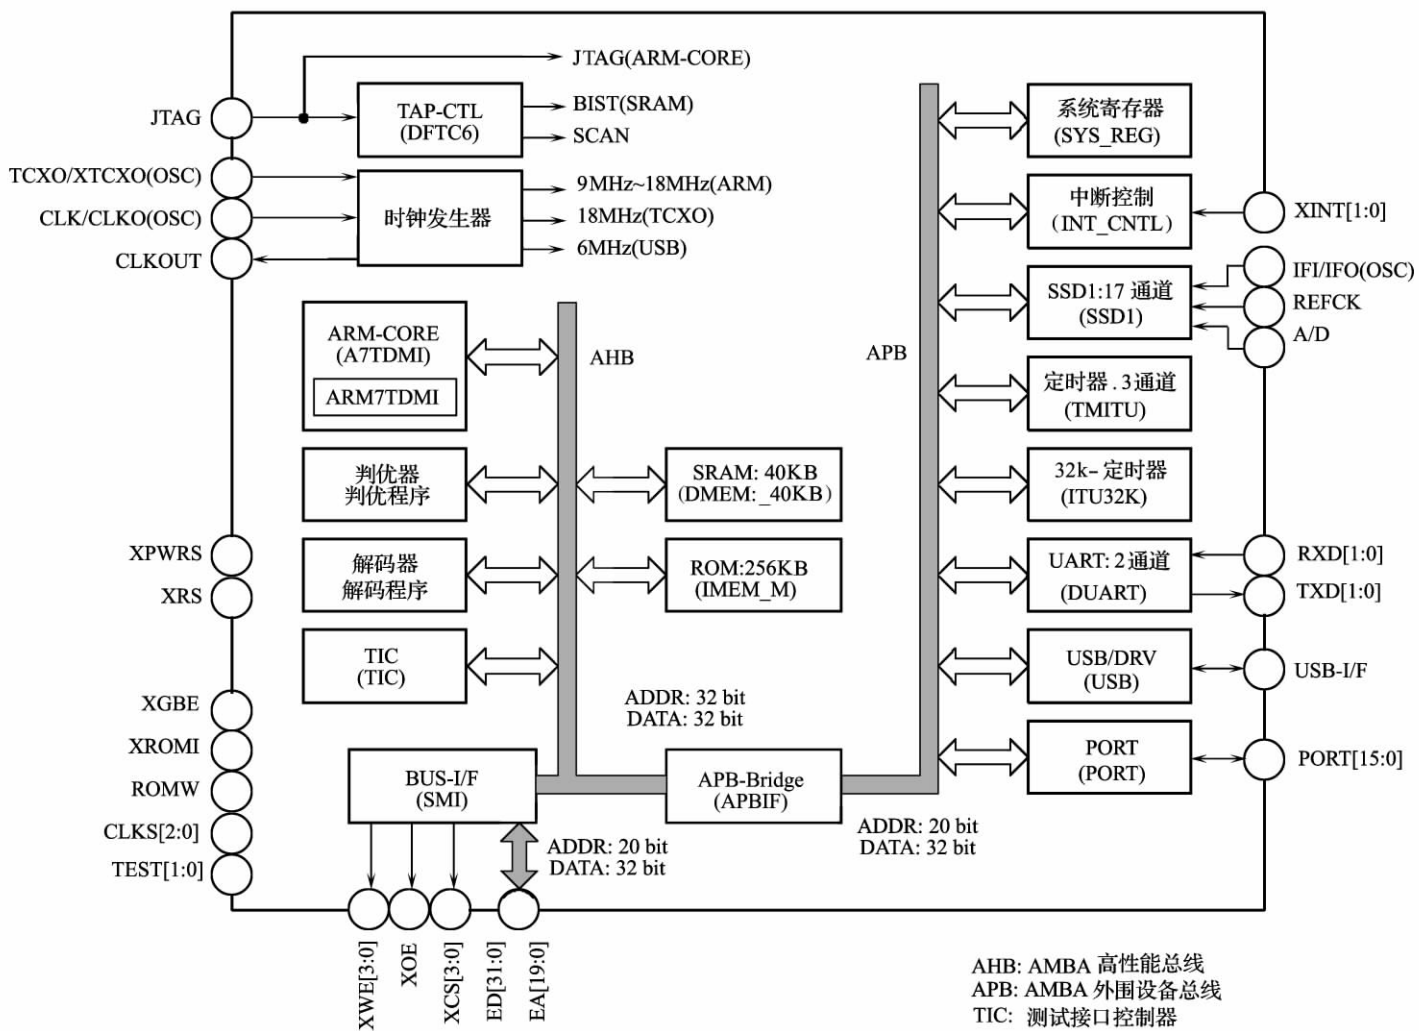 JTAG(ARM-CORE)
JTAG
TAP-CTL
(DFTC6)
BIST(SRAM)
SCAN
TCXO/XTCXO(OSC)
CLK/CLKO(OSC)
CLKOUT
时钟发生器
9MHz~18MHz(ARM)
18MHz(TCXO)
6MHz(USB)
ARM-CORE
(A7TDMI)
ARM7TDMI
AHB
判优器
判优程序
SRAM: 40KB
(DMEM:_40KB)
XPWRS
XRS
解码器
解码程序
ROM:256KB
(IMEM_M)
TIC
(TIC)
ADDR: 32 bit
DATA: 32 bit
XGBE
XROMI
ROMW
CLKS[2:0]
TEST[1:0]
BUS-I/F
(SMI)
APB-Bridge
(APBIF)
ADDR: 20 bit
DATA: 32 bit
ADDR: 20 bit
DATA: 32 bit
XWE[3:0]
XOE
XCS[3:0]
ED[31:0]
EA[19:0]
APB
系统寄存器
(SYS_REG)
中断控制
(INT_CNTL)
XINT[1:0]
SSD1:17 通道
(SSD1)
IFI/IFO(OSC)
REFCK
A/D
定时器 . 3通道
(TMITU)
32k–定时器
(ITU32K)
UART: 2 通道
(DUART)
RXD[1:0]
TXD[1:0]
USB/DRV
(USB)
USB-I/F
PORT
(PORT)
PORT[15:0]
AHB: AMBA 高性能总线
APB: AMBA 外围设备总线
TIC: 测试接口控制器